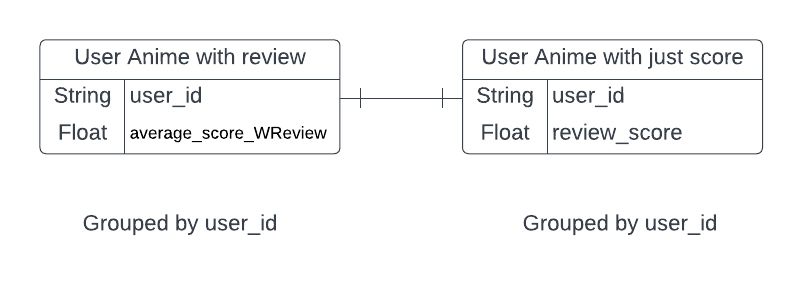 User Anime with review
String user_id
Float average_score_WReview
User Anime with just score
String user_id
Float review_score
Grouped by user_id
Grouped by user_id